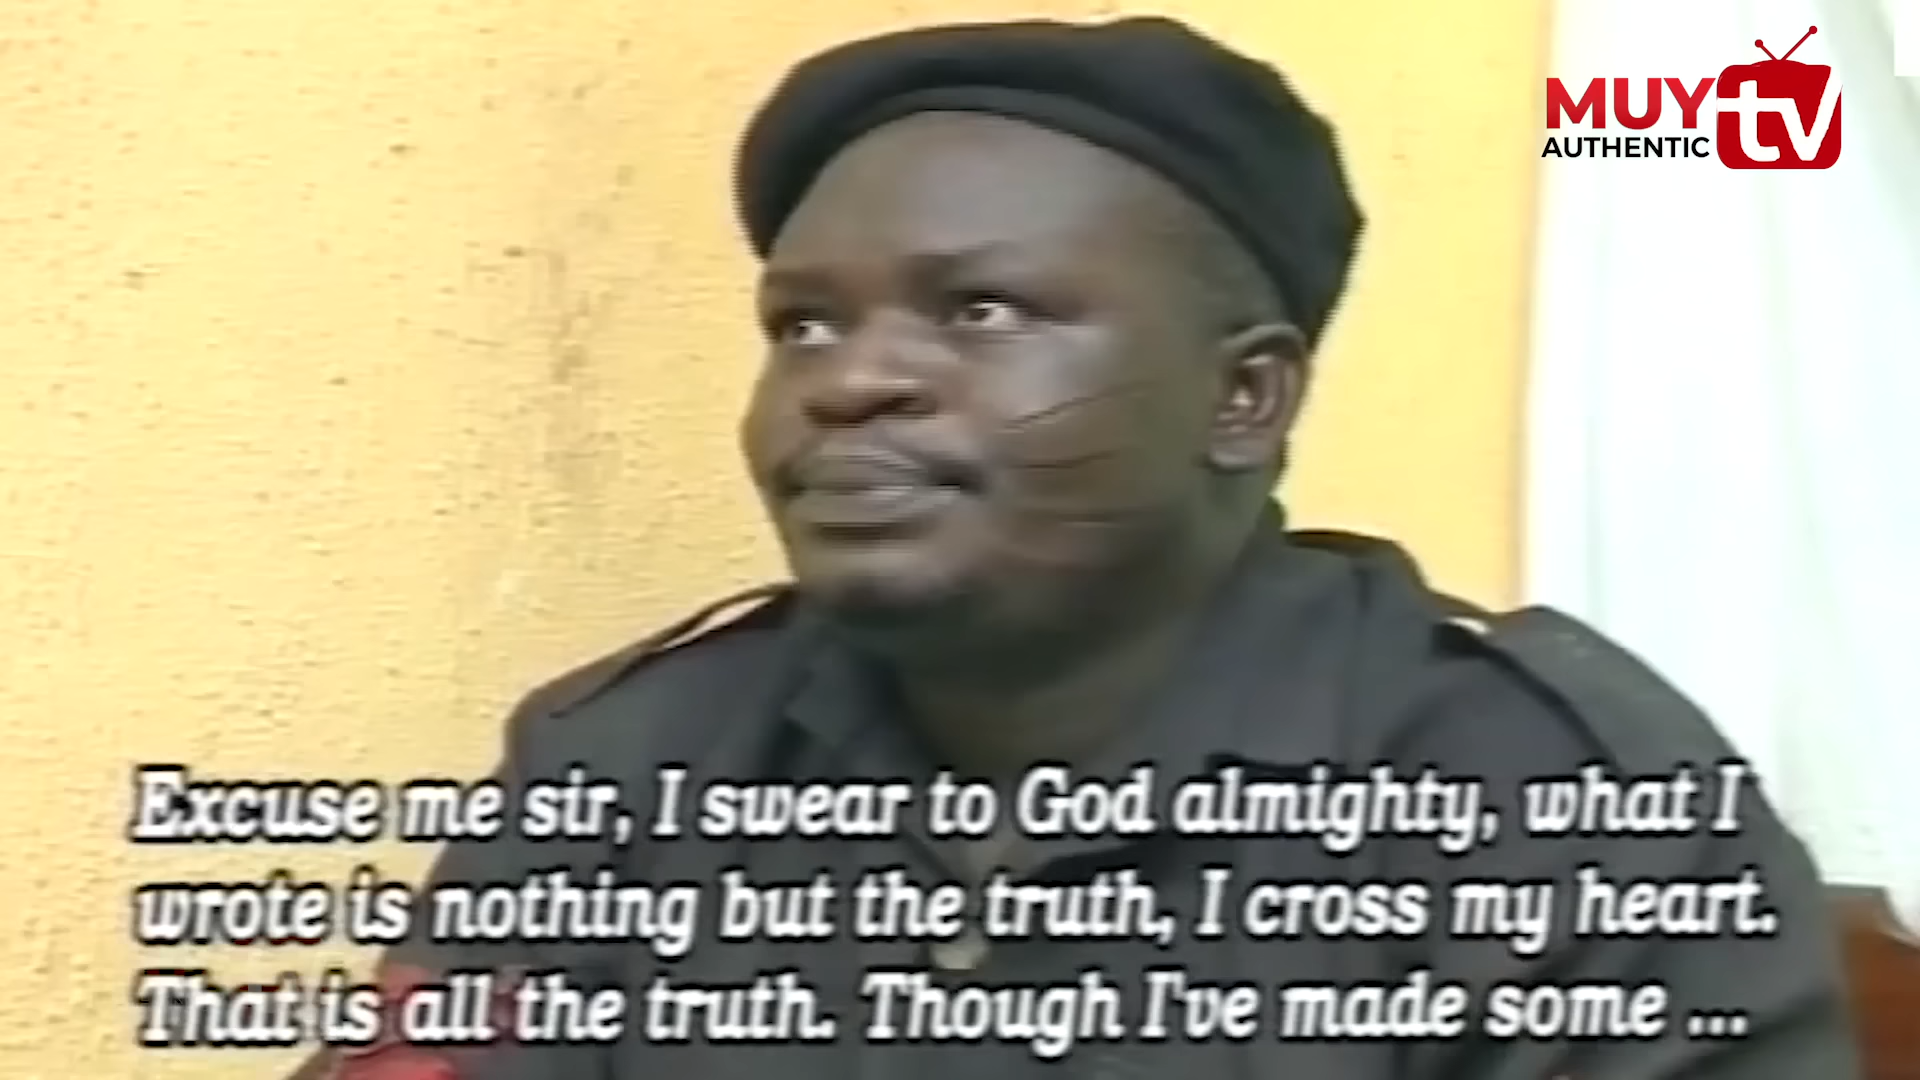 MUY tv
AUTHENTIC
Excuse me sir, I swear to God almighty, what I
wrote is nothing but the truth, I cross my heart.
That is all the truth. Though I've made some ...